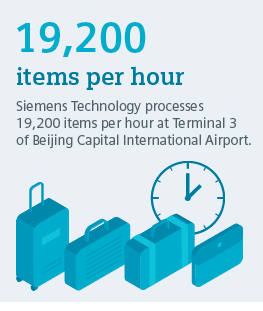 19,200
items per hour
Siemens Technology processes
19,200 items per hour at Terminal 3
of Beijing Capital International Airport.